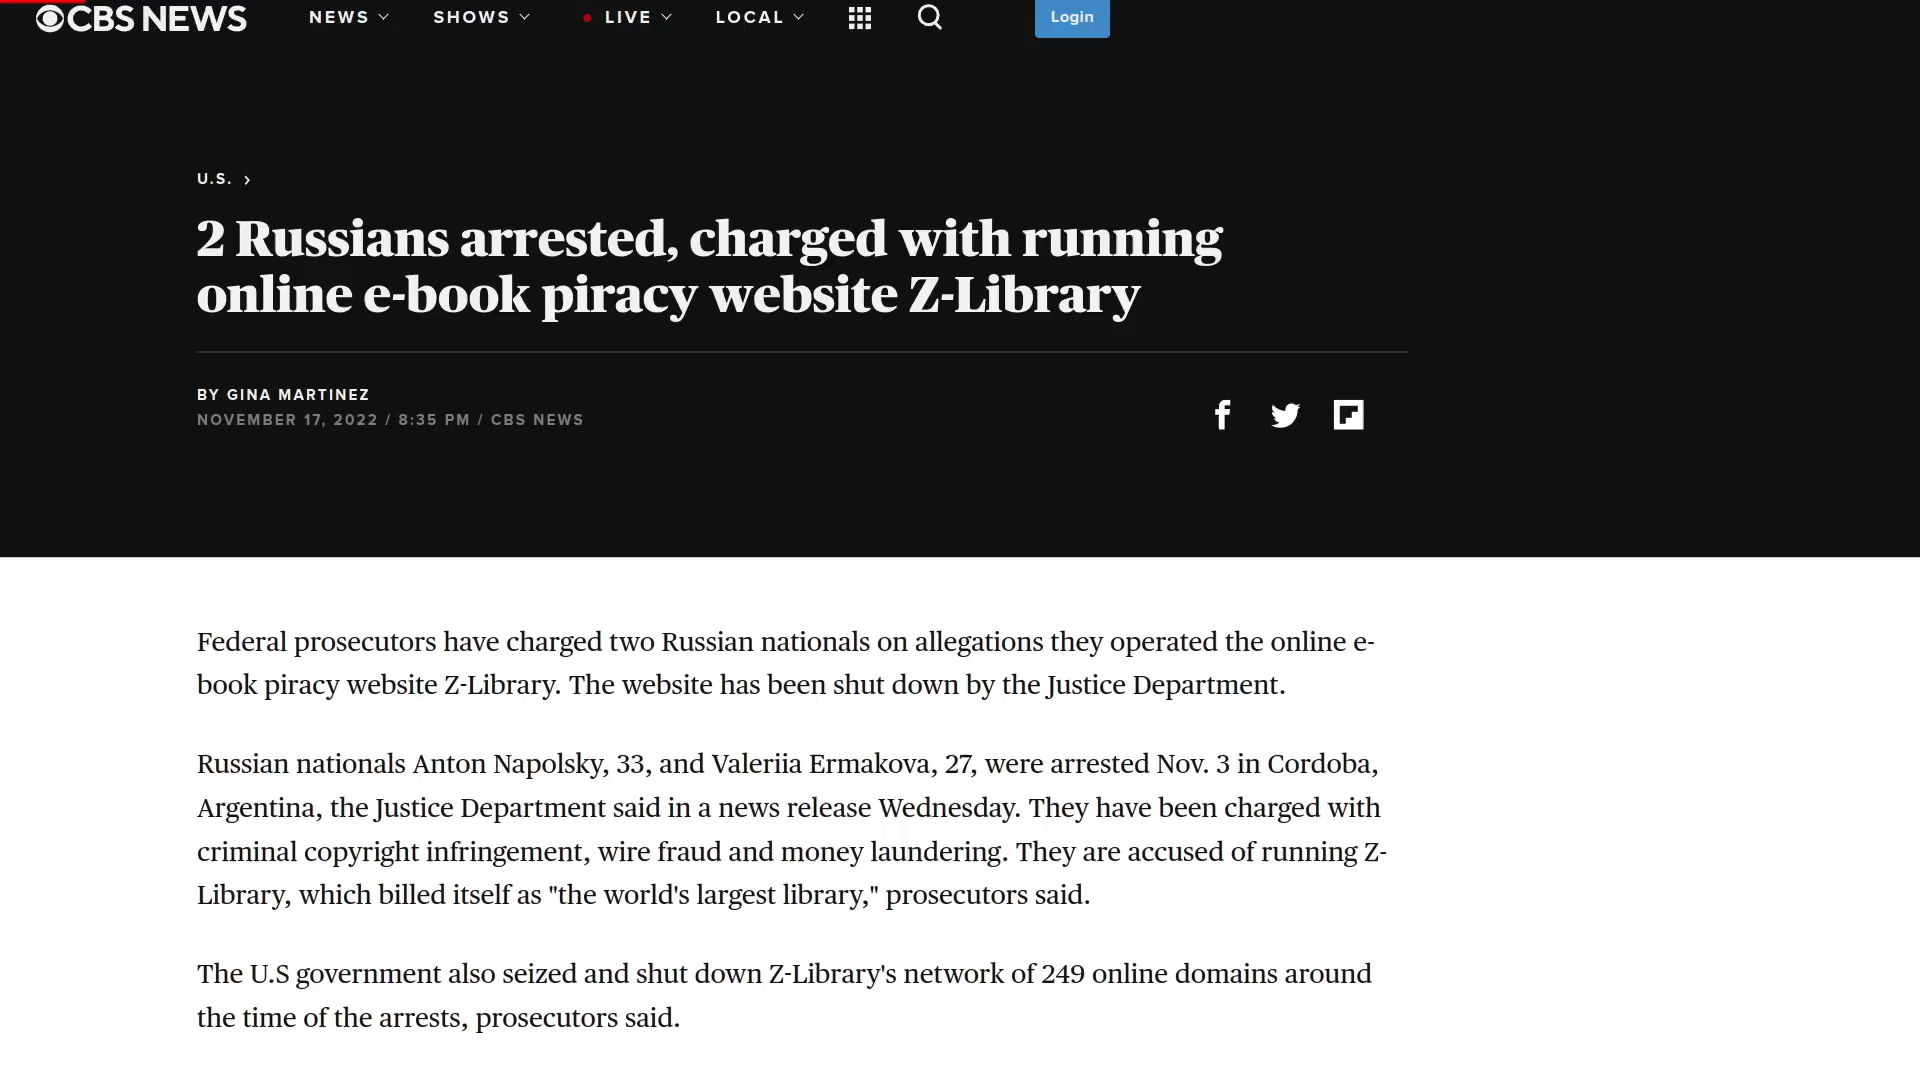 CBS NEWS NEWS SHOWS LIVE LOCAL Login
U.S.
2 Russians arrested, charged with running
online e-book piracy website Z-Library
BY GINA MARTINEZ
NOVEMBER 17, 2022 / 8:35 PM / CBS NEWS
Federal prosecutors have charged two Russian nationals on allegations they operated the online e-
book piracy website Z-Library. The website has been shut down by the Justice Department.
Russian nationals Anton Napolsky, 33, and Valeriia Ermakova, 27, were arrested Nov. 3 in Cordoba,
Argentina, the Justice Department said in a news release Wednesday. They have been charged with
criminal copyright infringement, wire fraud and money laundering. They are accused of running Z-
Library, which billed itself as "the world's largest library," prosecutors said.
The U.S government also seized and shut down Z-Library's network of 249 online domains around
the time of the arrests, prosecutors said.